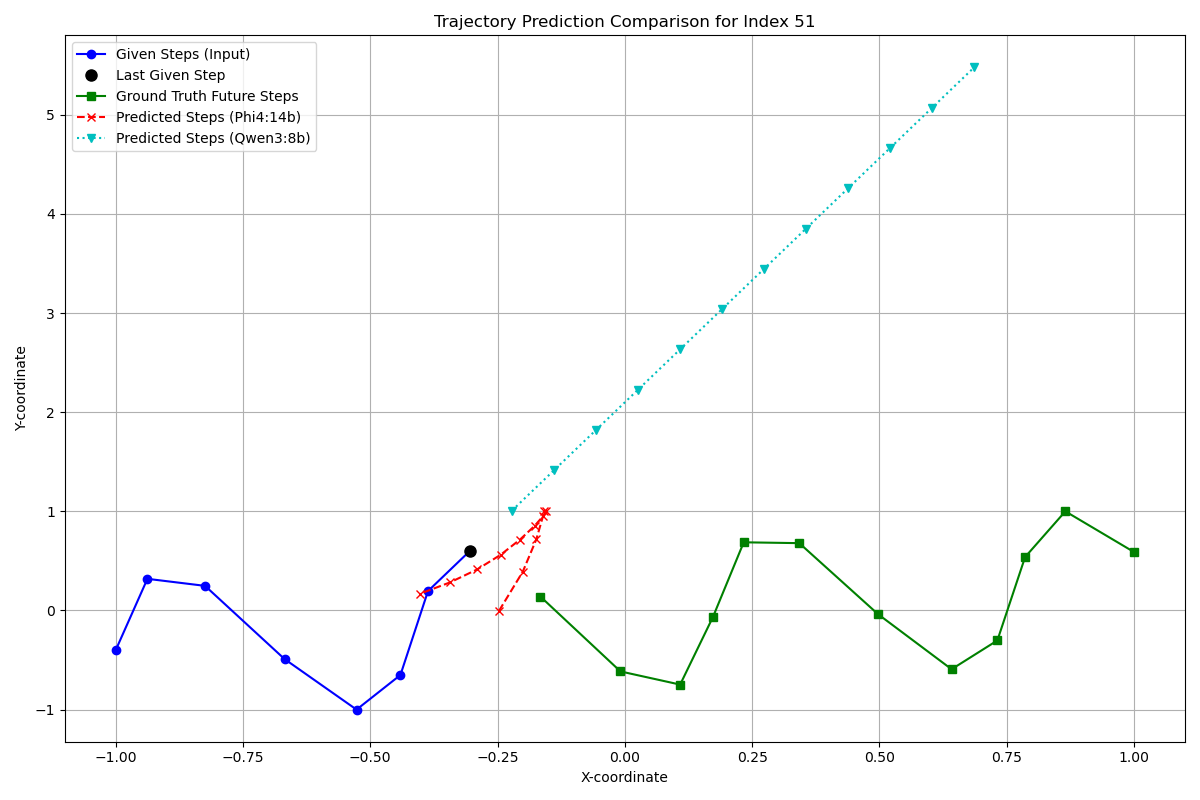 Trajectory Prediction Comparison for Index 51
Given Steps (Input)
Last Given Step
Ground Truth Future Steps
Predicted Steps (Phi4:14b)
Predicted Steps (Qwen3:8b)
Y-coordinate
5
4
3
2
1
0
−1
−1.00 −0.75 −0.50 −0.25 0.00 0.25 0.50 0.75 1.00
X-coordinate